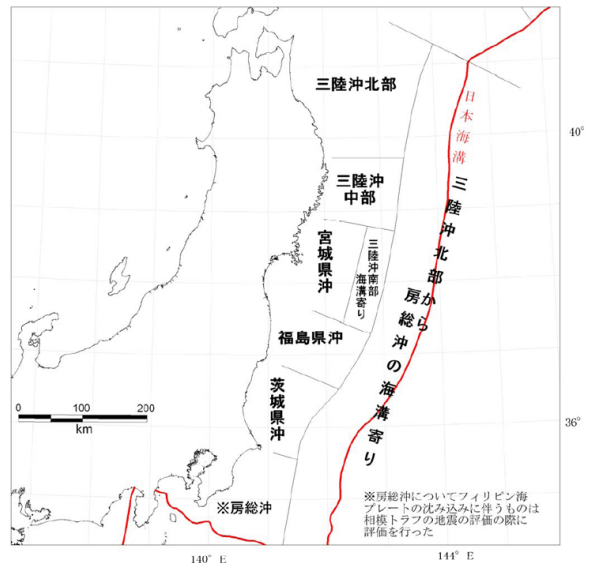 三陸沖北部
日本海溝
40°
三陸沖
中部
三陸沖北部から
房総沖の海溝寄り
宮城県沖
三陸沖南部
海溝寄り
福島県沖
茨城県沖
0 100 200
km
36°
※房総沖
※房総沖についてフィリピン海
プレートの沈み込みに伴うものは
相模トラフの地震の評価の際に
評価を行った
140° E
144° E